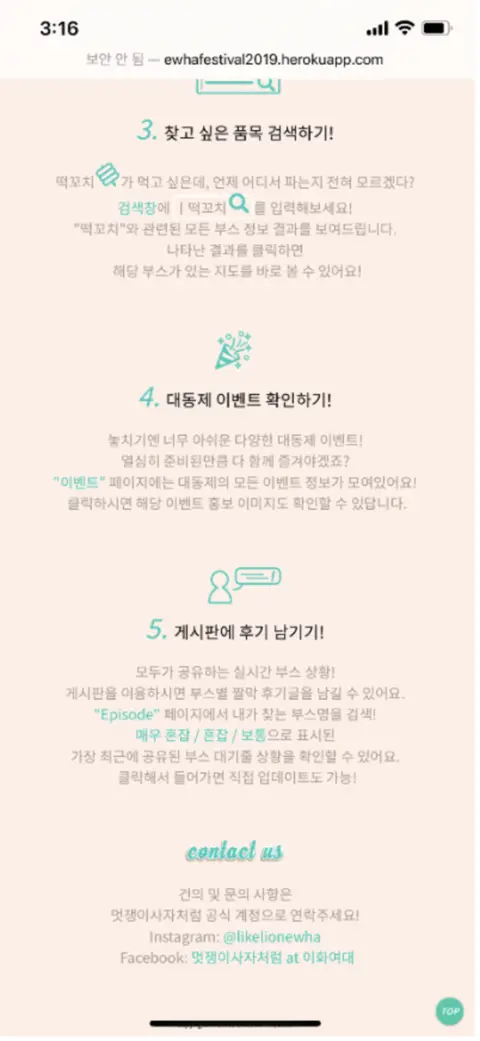 3:16
보안 안 됨 — ewhafestival2019.herokuapp.com
3. 찾고 싶은 품목 검색하기!
떡꼬치 가 먹고 싶은데, 언제 어디서 파는지 전혀 모르겠다?
검색창에 | 떡꼬치 를 입력해보세요!
"떡꼬치"와 관련된 모든 부스 정보 결과를 보여드립니다.
나타난 결과를 클릭하면
해당 부스가 있는 지도를 바로 볼 수 있어요!
4. 대동제 이벤트 확인하기!
놓치기엔 너무 아쉬운 다양한 대동제 이벤트!
열심히 준비된만큼 다 함께 즐겨야겠죠?
"이벤트" 페이지에는 대동제의 모든 이벤트 정보가 모여있어요!
클릭하시면 해당 이벤트 홍보 이미지도 확인할 수 있답니다.
5. 게시판에 후기 남기기!
모두가 공유하는 실시간 부스 상황!
게시판을 이용하시면 부스별 짤막 후기글을 남길 수 있어요.
"Episode" 페이지에서 내가 찾는 부스명을 검색!
매우 혼잡 / 혼잡 / 보통으로 표시된
가장 최근에 공유된 부스 대기줄 상황을 확인할 수 있어요.
클릭해서 들어가면 직접 업데이트도 가능!
contact us
건의 및 문의 사항은
멋쟁이사자처럼 공식 계정으로 연락주세요!
Instagram: @likelionewha
Facebook: 멋쟁이사자처럼 at 이화여대
TOP